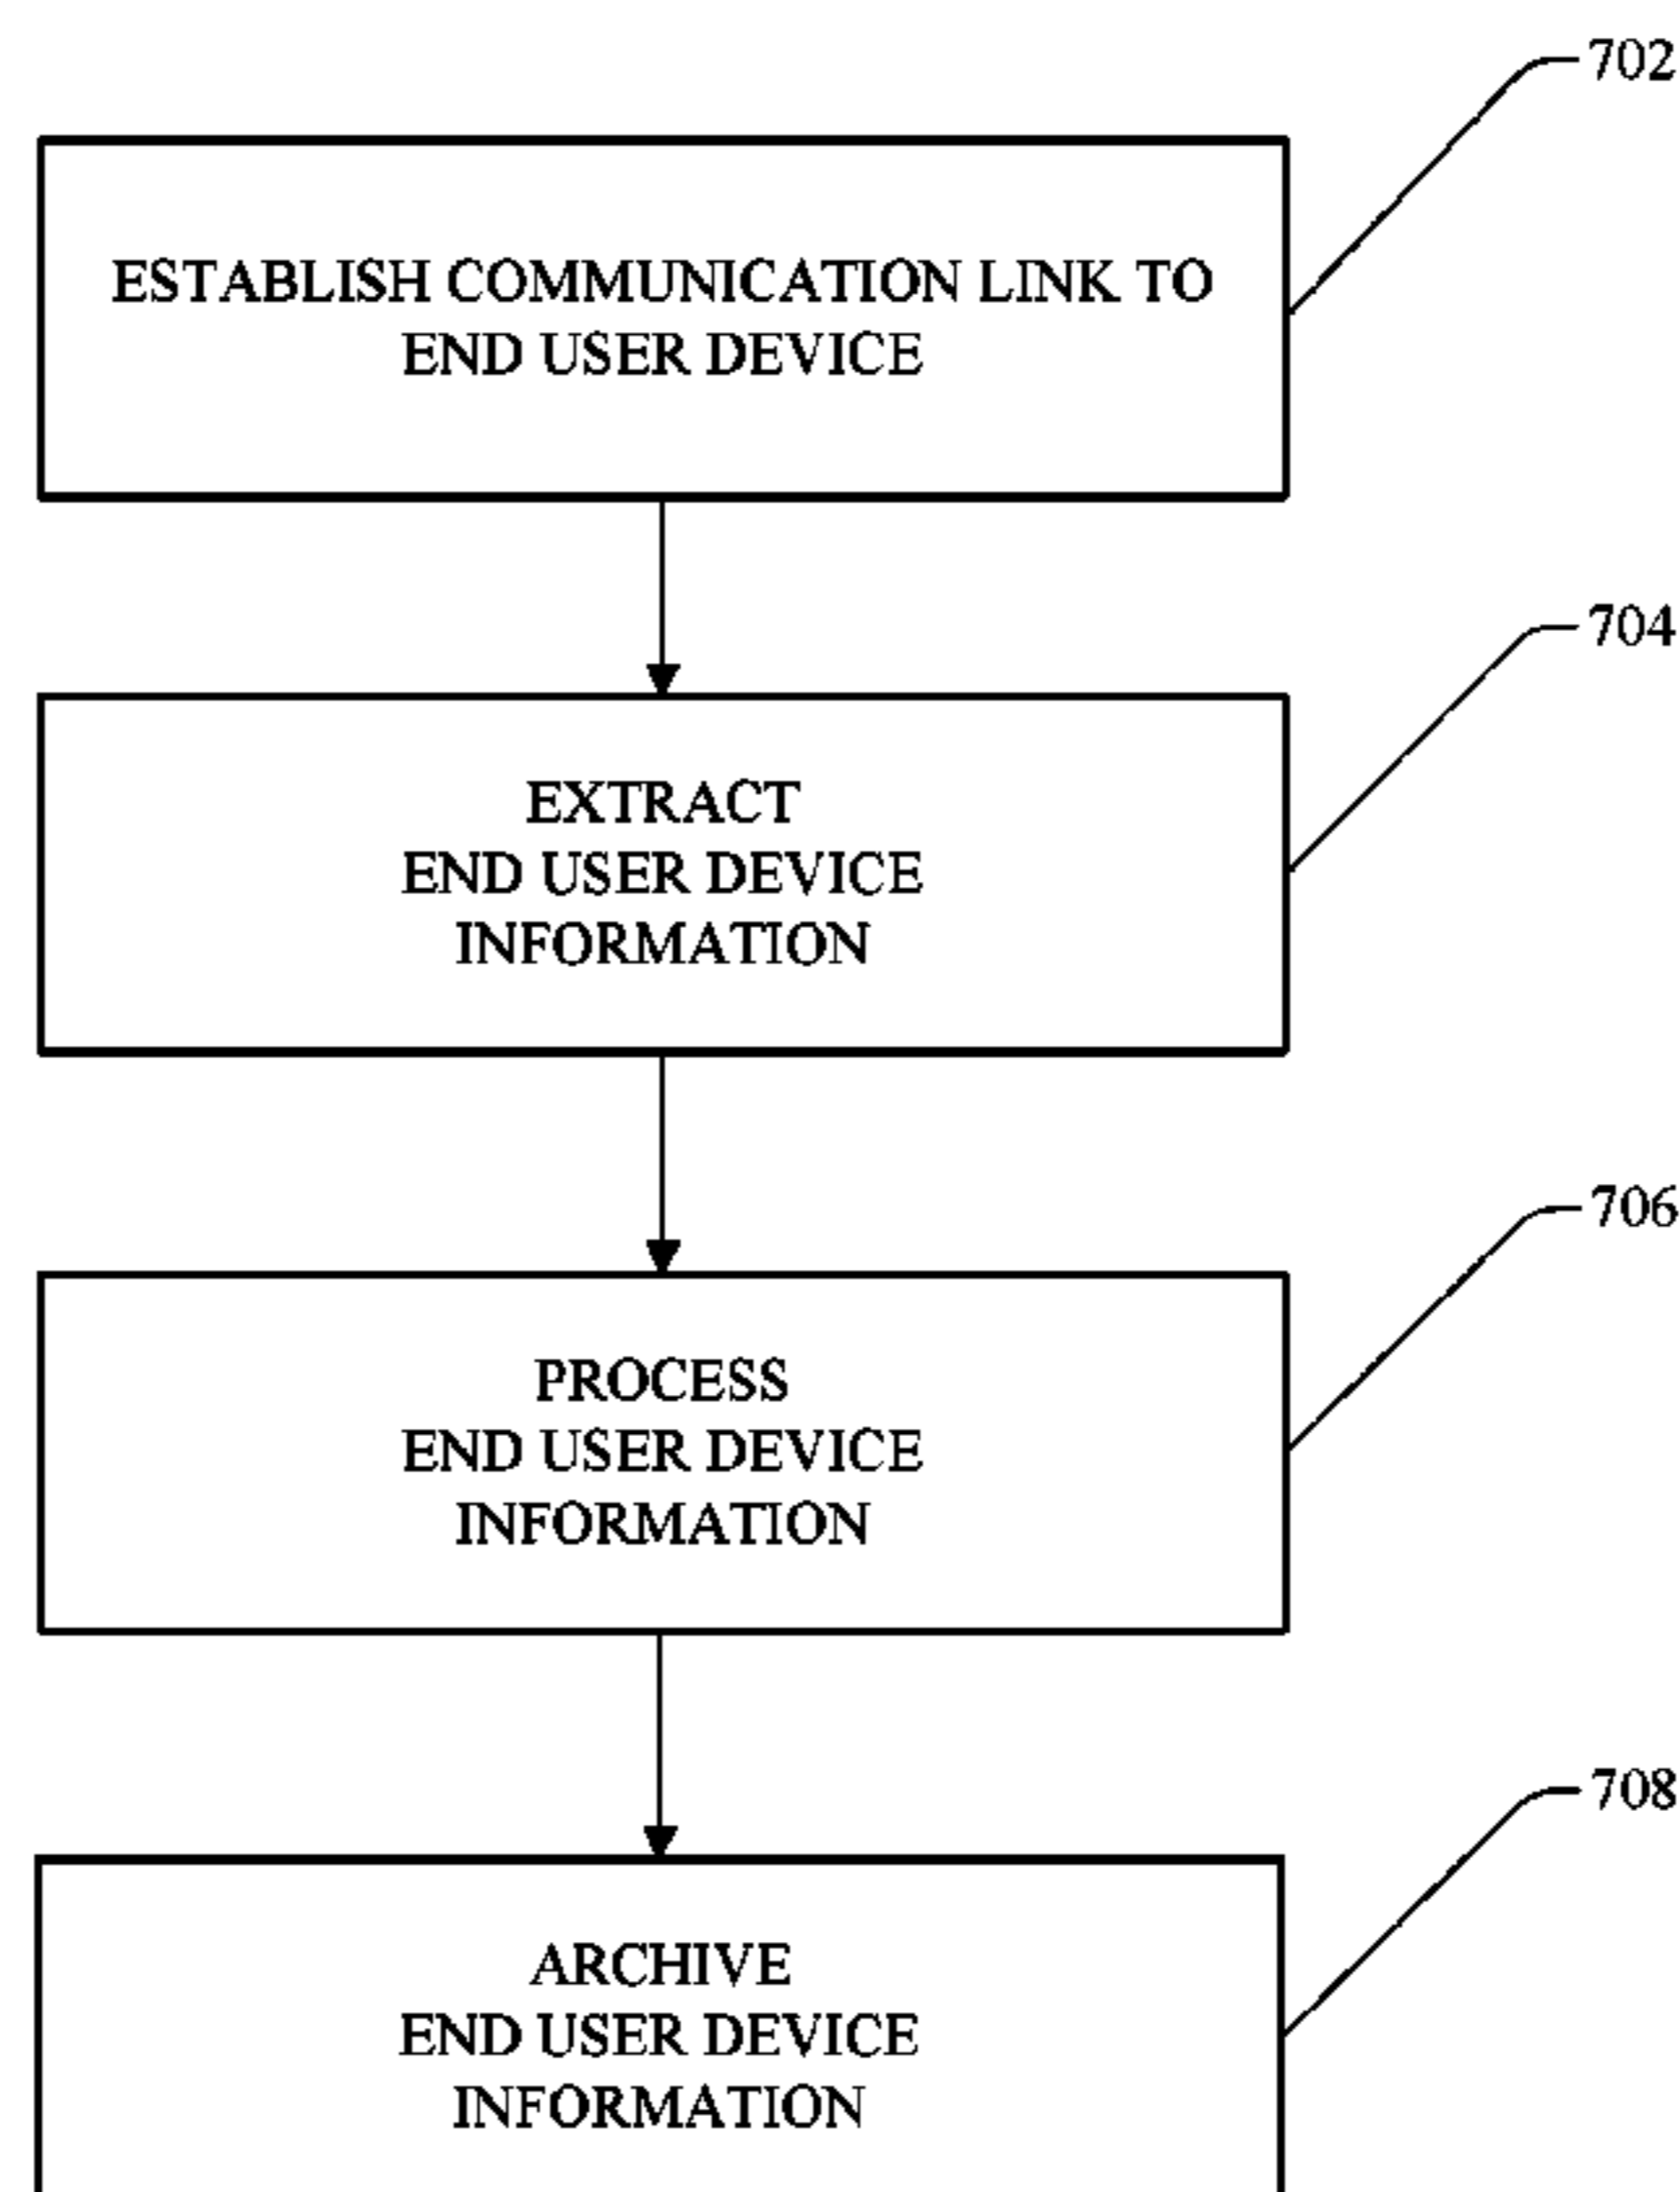 702
ESTABLISH COMMUNICATION LINK TO
END USER DEVICE
704
EXTRACT
END USER DEVICE
INFORMATION
706
PROCESS
END USER DEVICE
INFORMATION
708
ARCHIVE
END USER DEVICE
INFORMATION